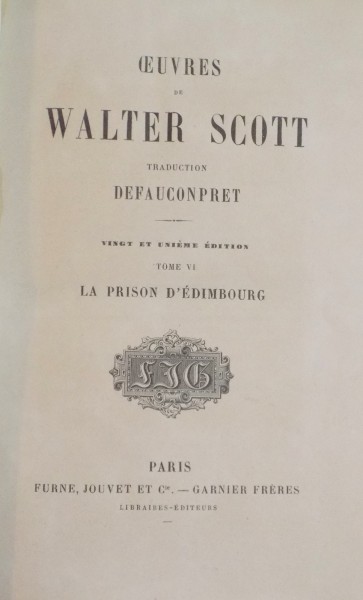 ŒUVRES
DE
WALTER SCOTT
TRADUCTION
DEFAUCONPRET
VINGT ET UNIÈME ÉDITION
TOME VI
LA PRISON D'ÉDIMBOURG
FJG
PARIS
FURNE, JOUVET ET Cie. — GARNIER FRÈRES
LIBRAIRES-ÉDITEURS